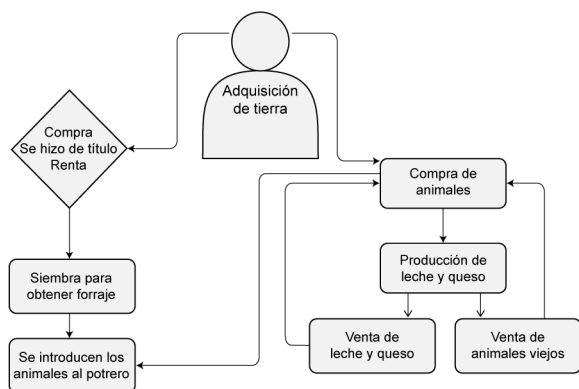 Adquisición
de tierra
Compra
Se hizo de título
Renta
Compra de
animales
Siembra para
obtener forraje
Producción de
leche y queso
Se introducen los
animales al potrero
Venta de
leche y queso
Venta de
animales viejos